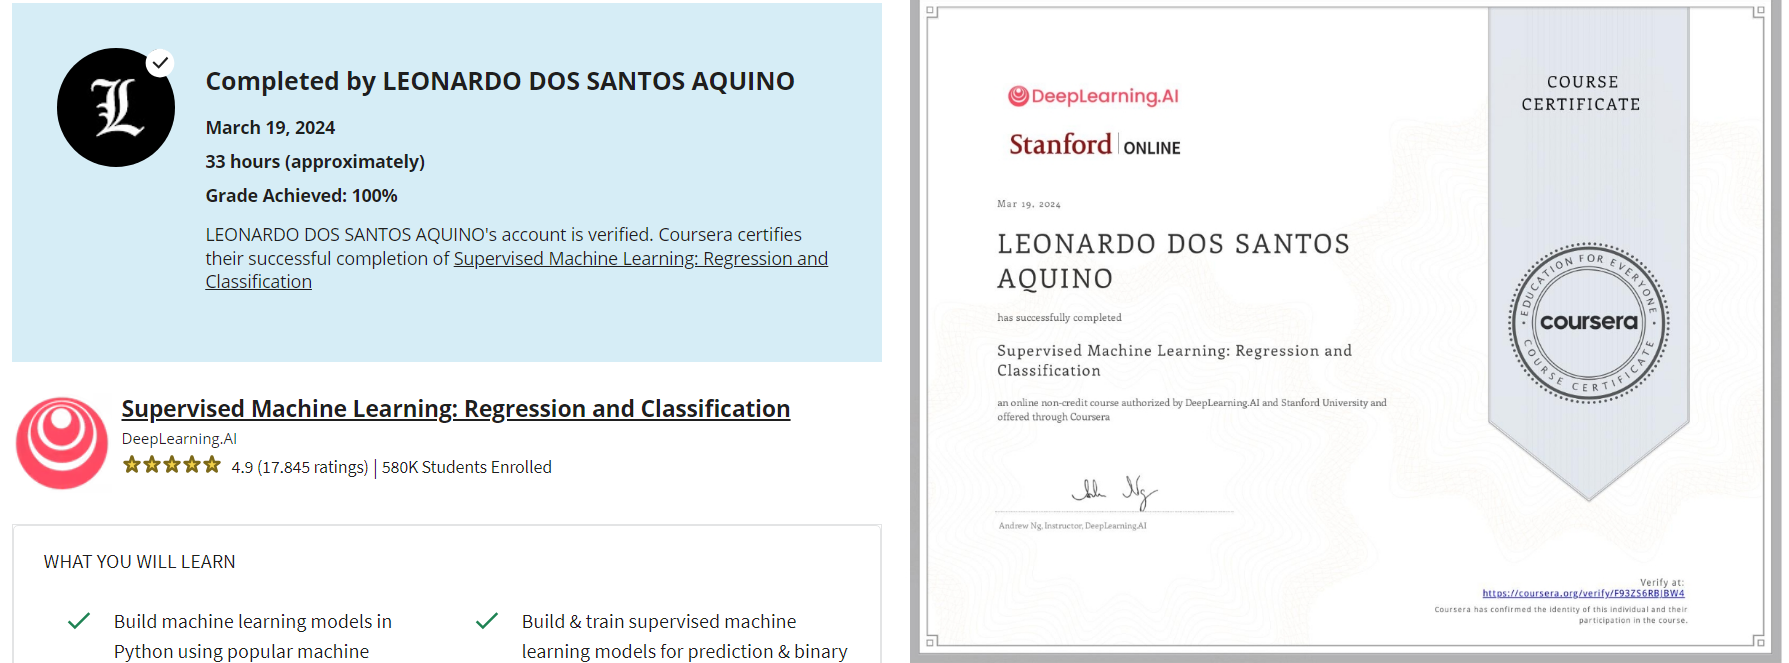 L
Completed by LEONARDO DOS SANTOS AQUINO
March 19, 2024
33 hours (approximately)
Grade Achieved: 100%
LEONARDO DOS SANTOS AQUINO's account is verified. Coursera certifies
their successful completion of Supervised Machine Learning: Regression and
Classification
Supervised Machine Learning: Regression and Classification
DeepLearning.AI
4.9 (17.845 ratings) | 580K Students Enrolled
WHAT YOU WILL LEARN
Build machine learning models in
Python using popular machine
Build & train supervised machine
learning models for prediction & binary
DeepLearning.AI
Stanford | ONLINE
Mar 19, 2024
LEONARDO DOS SANTOS
AQUINO
has successfully completed
Supervised Machine Learning: Regression and
Classification
an online non-credit course authorized by DeepLearning.AI and Stanford University and
offered through Coursera
Andrew Ng, Instructor, DeepLearning.AI
COURSE
CERTIFICATE
EDUCATION FOR EVERYONE
coursera
COURSE CERTIFICATE
Verify at:
https://coursera.org/verify/F93ZS6RBJBW4
Coursera has confirmed the identity of this individual and their
participation in the course.